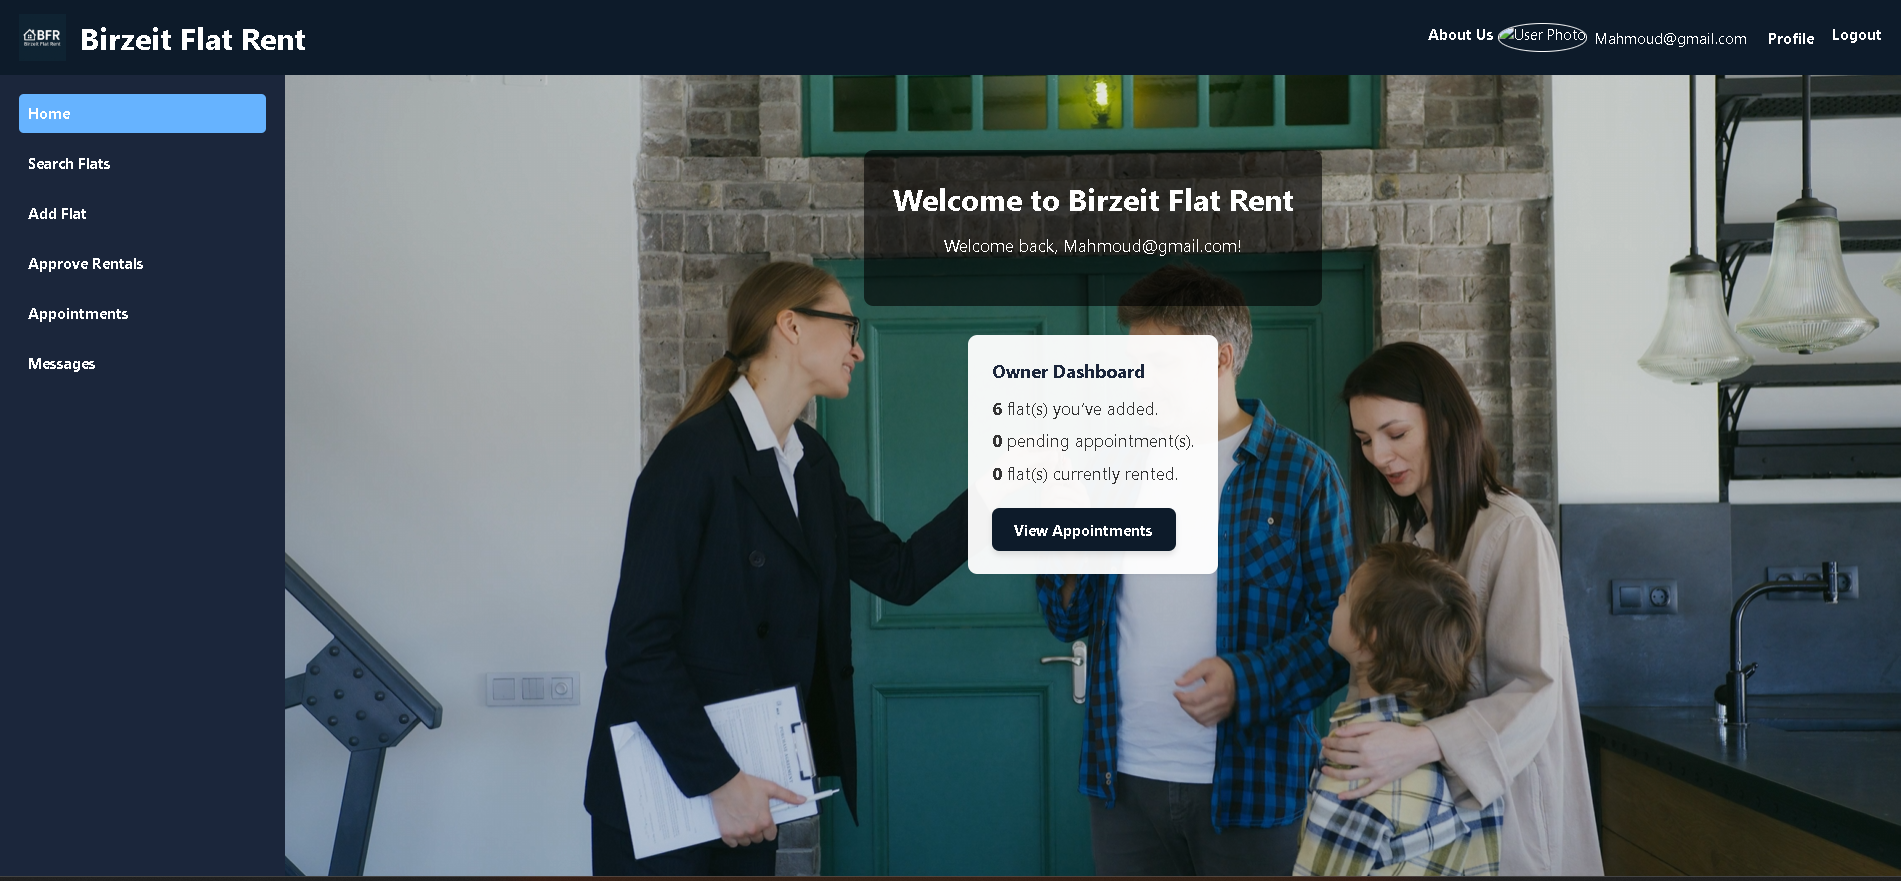 BFR
Birzeit Flat Rent
Birzeit Flat Rent
About Us
User Photo
Mahmoud@gmail.com
Profile
Logout
Home
Search Flats
Add Flat
Approve Rentals
Appointments
Messages
Welcome to Birzeit Flat Rent
Welcome back, Mahmoud@gmail.com!
Owner Dashboard
6 flat(s) you’ve added.
0 pending appointment(s).
0 flat(s) currently rented.
View Appointments